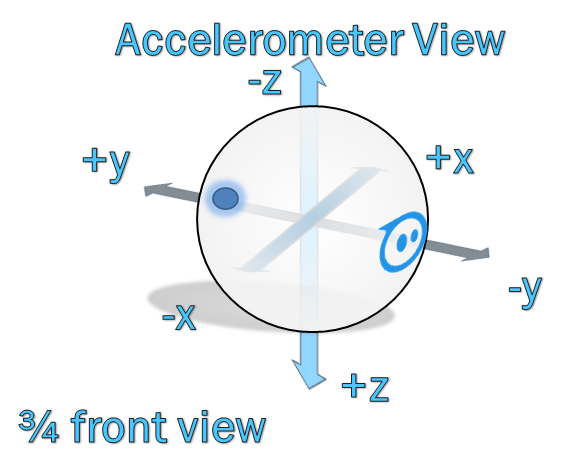 Accelerometer View
-z
+y
+x
-y
-x
+z
¾ front view